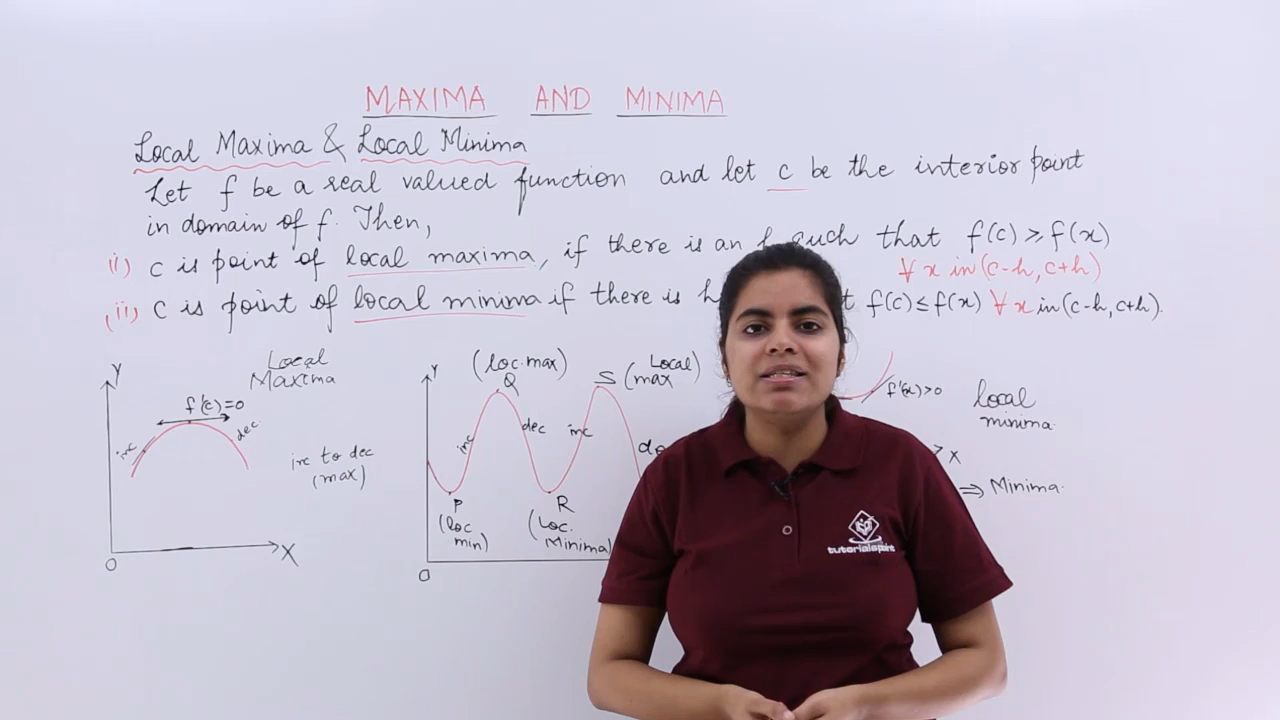 MAXIMA AND MINIMA
Local Maxima & Local Minima
Let f be a real valued function and let c be the interior point
in domain of f. Then,
(i) c is point of local maxima, if there is an h such that f(c) ≥ f(x)
∀ x in (c-h, c+h)
(ii) c is point of local minima if there is h f(c) ≤ f(x) ∀ x in (c-h, c+h).
Y
Local
Maxima
f'(c)=0
inc
dec
inc to dec
(max)
O
X
Y
(loc. max)
Q
S (Local
max)
inc
dec
inc
P
(loc
min)
R
(Loc.
Minima)
O
f'(x)>0
Local
minima
X
⇒ Minima.
tutorialspoint